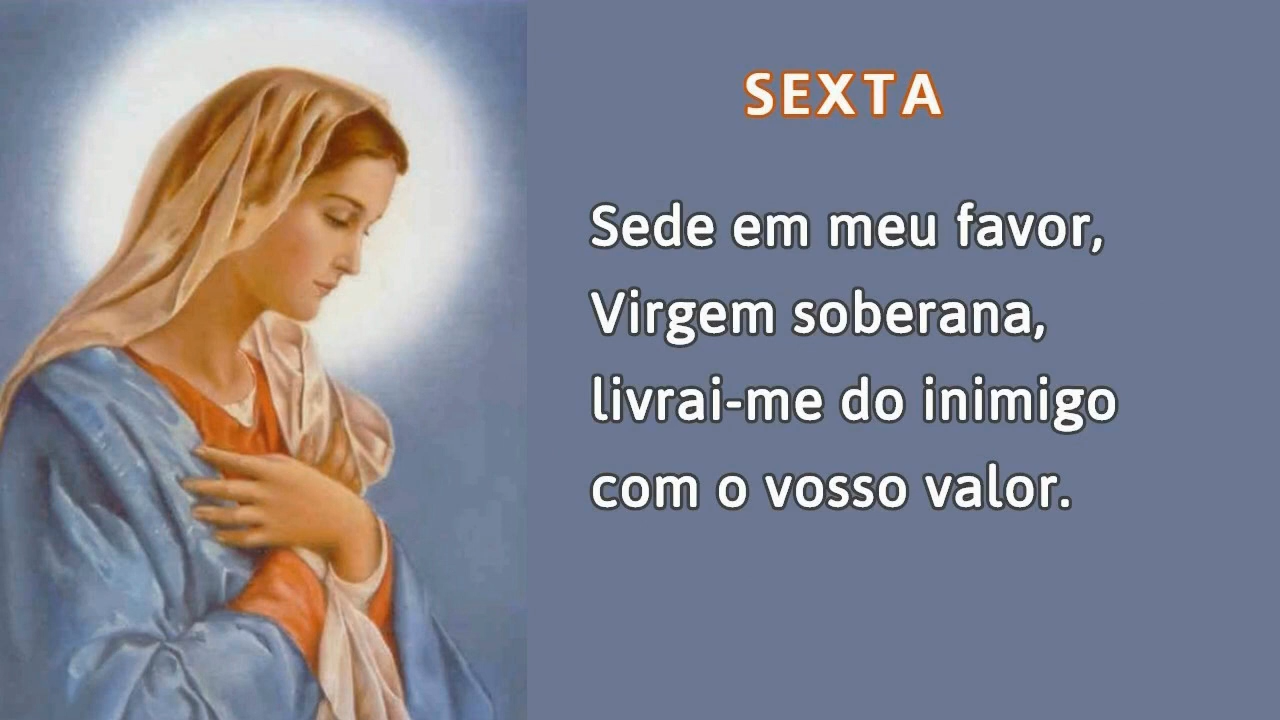 SEXTA
Sede em meu favor,
Virgem soberana,
livrai-me do inimigo
com o vosso valor.